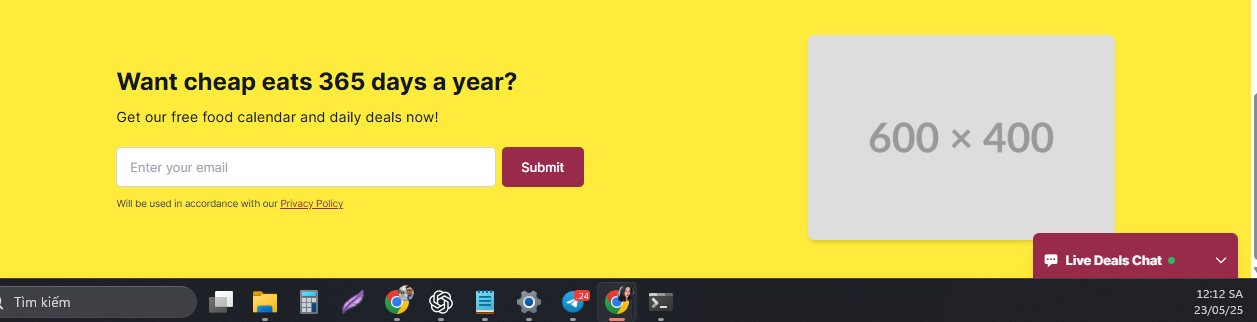 Want cheap eats 365 days a year?
Get our free food calendar and daily deals now!
Enter your email
Submit
Will be used in accordance with our Privacy Policy
600 × 400
Live Deals Chat
Tìm kiếm
24
12:12 SA
23/05/25